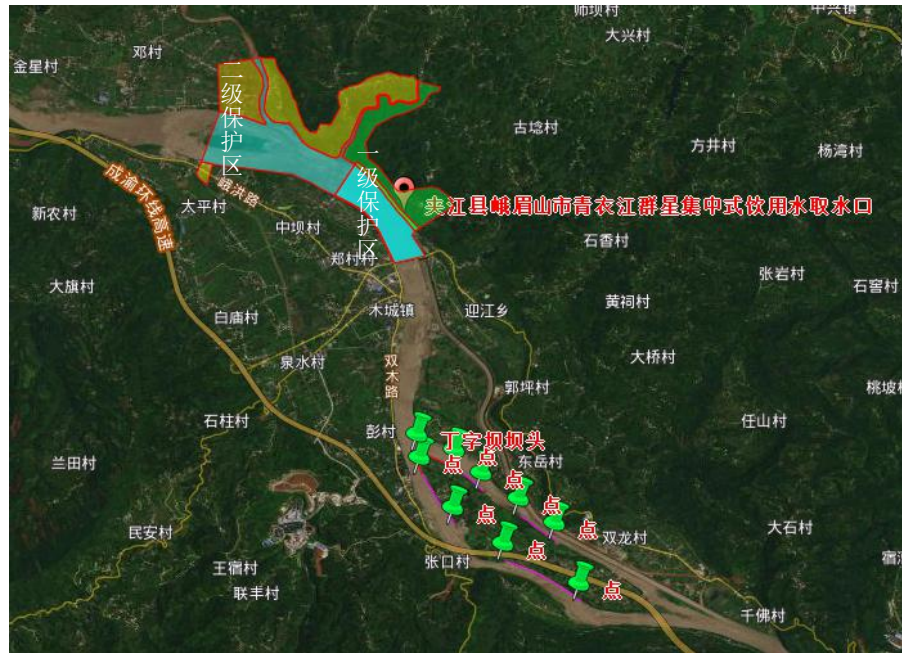 师坝村
中兴镇
大兴村
邓村
金星村
二级保护区
古埝村
方井村
杨湾村
一级保护区
成渝环线高速
峨洪路
太平村
夹江县峨眉山市青衣江群星集中式饮用水取水口
新农村
中坝村
石香村
郑村村
张岩村
大旗村
石窖村
黄祠村
木城镇
迎江乡
白庙村
大桥村
泉水村
双木路
郭坪村
石柱村
任山村
彭村
丁字坝坝头
点
兰田村
点
东岳村
点
点
点
大石村
民安村
点
双龙村
点
张口村
王宿村
联丰村
点
千佛村